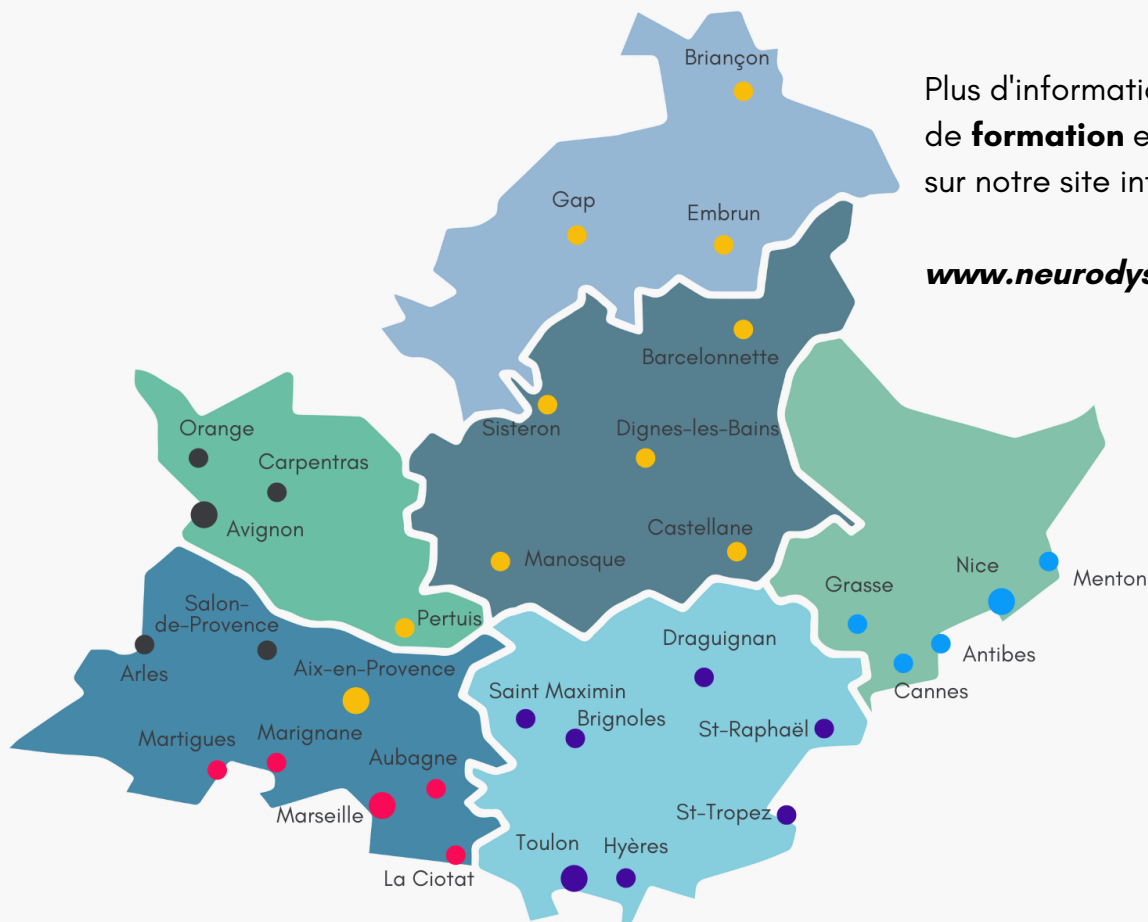 Briançon
Plus d'informatio
de formation e
sur notre site int
www.neurodys
Gap
Embrun
Barcelonnette
Sisteron
Dignes-les-Bains
Orange
Carpentras
Avignon
Castellane
Manosque
Nice
Menton
Grasse
Antibes
Cannes
Pertuis
Salon-
de-Provence
Arles
Aix-en-Provence
Draguignan
Saint Maximin
Brignoles
St-Raphaël
Martigues
Marignane
Aubagne
Marseille
St-Tropez
Toulon
Hyères
La Ciotat